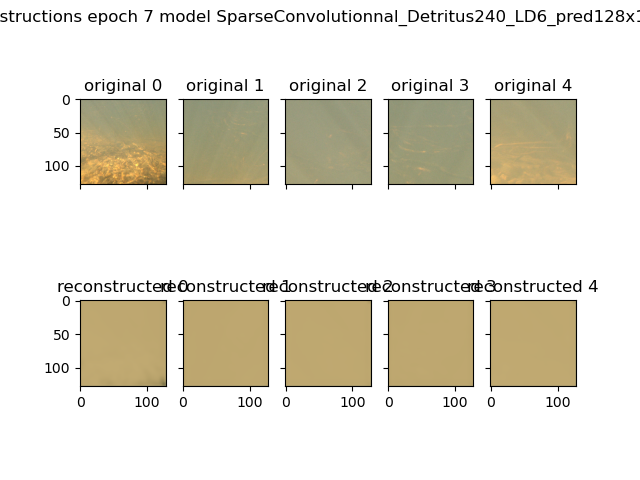 structions epoch 7 model SparseConvolutionnal_Detritus240_LD6_pred128x1
original 0 original 1 original 2 original 3 original 4
0
50
100
reconstructed 0 reconstructed 1 reconstructed 2 reconstructed 3 reconstructed 4
0
50
100
0 100 0 100 0 100 0 100 0 100